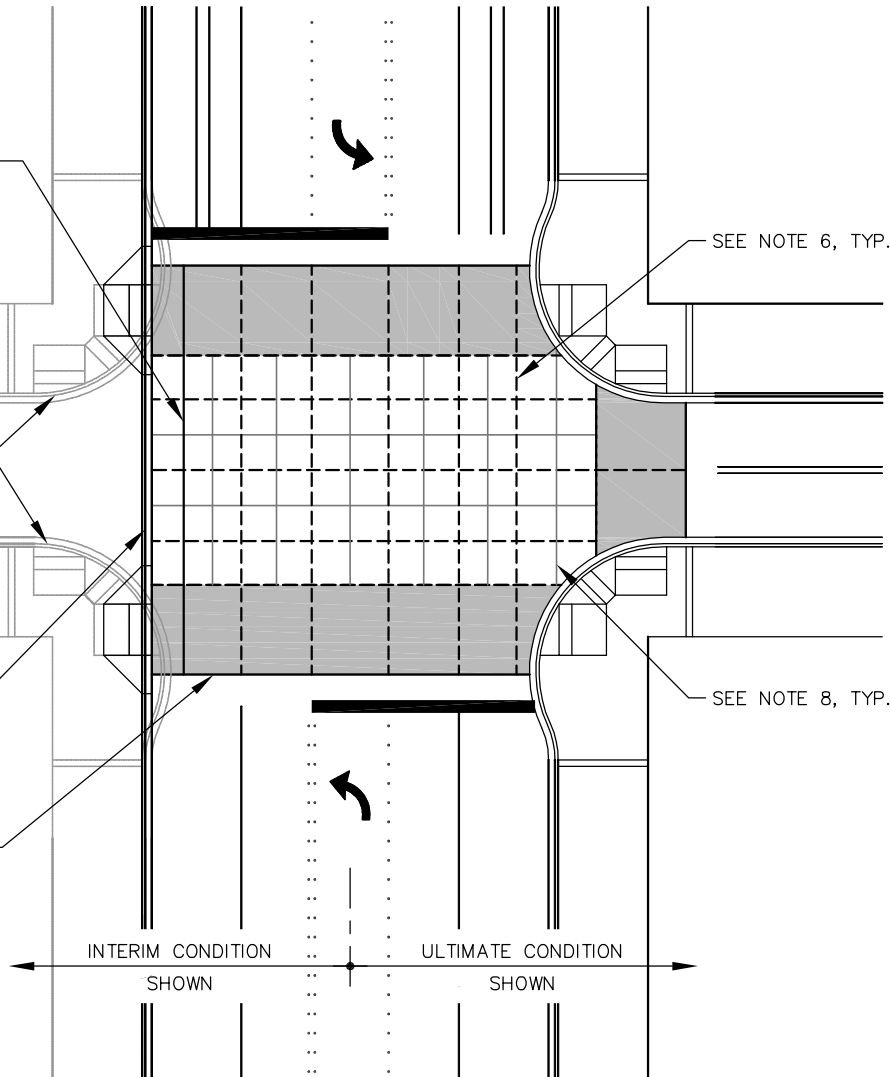 SEE NOTE 6, TYP.
SEE NOTE 8, TYP.
INTERIM CONDITION
SHOWN
ULTIMATE CONDITION
SHOWN